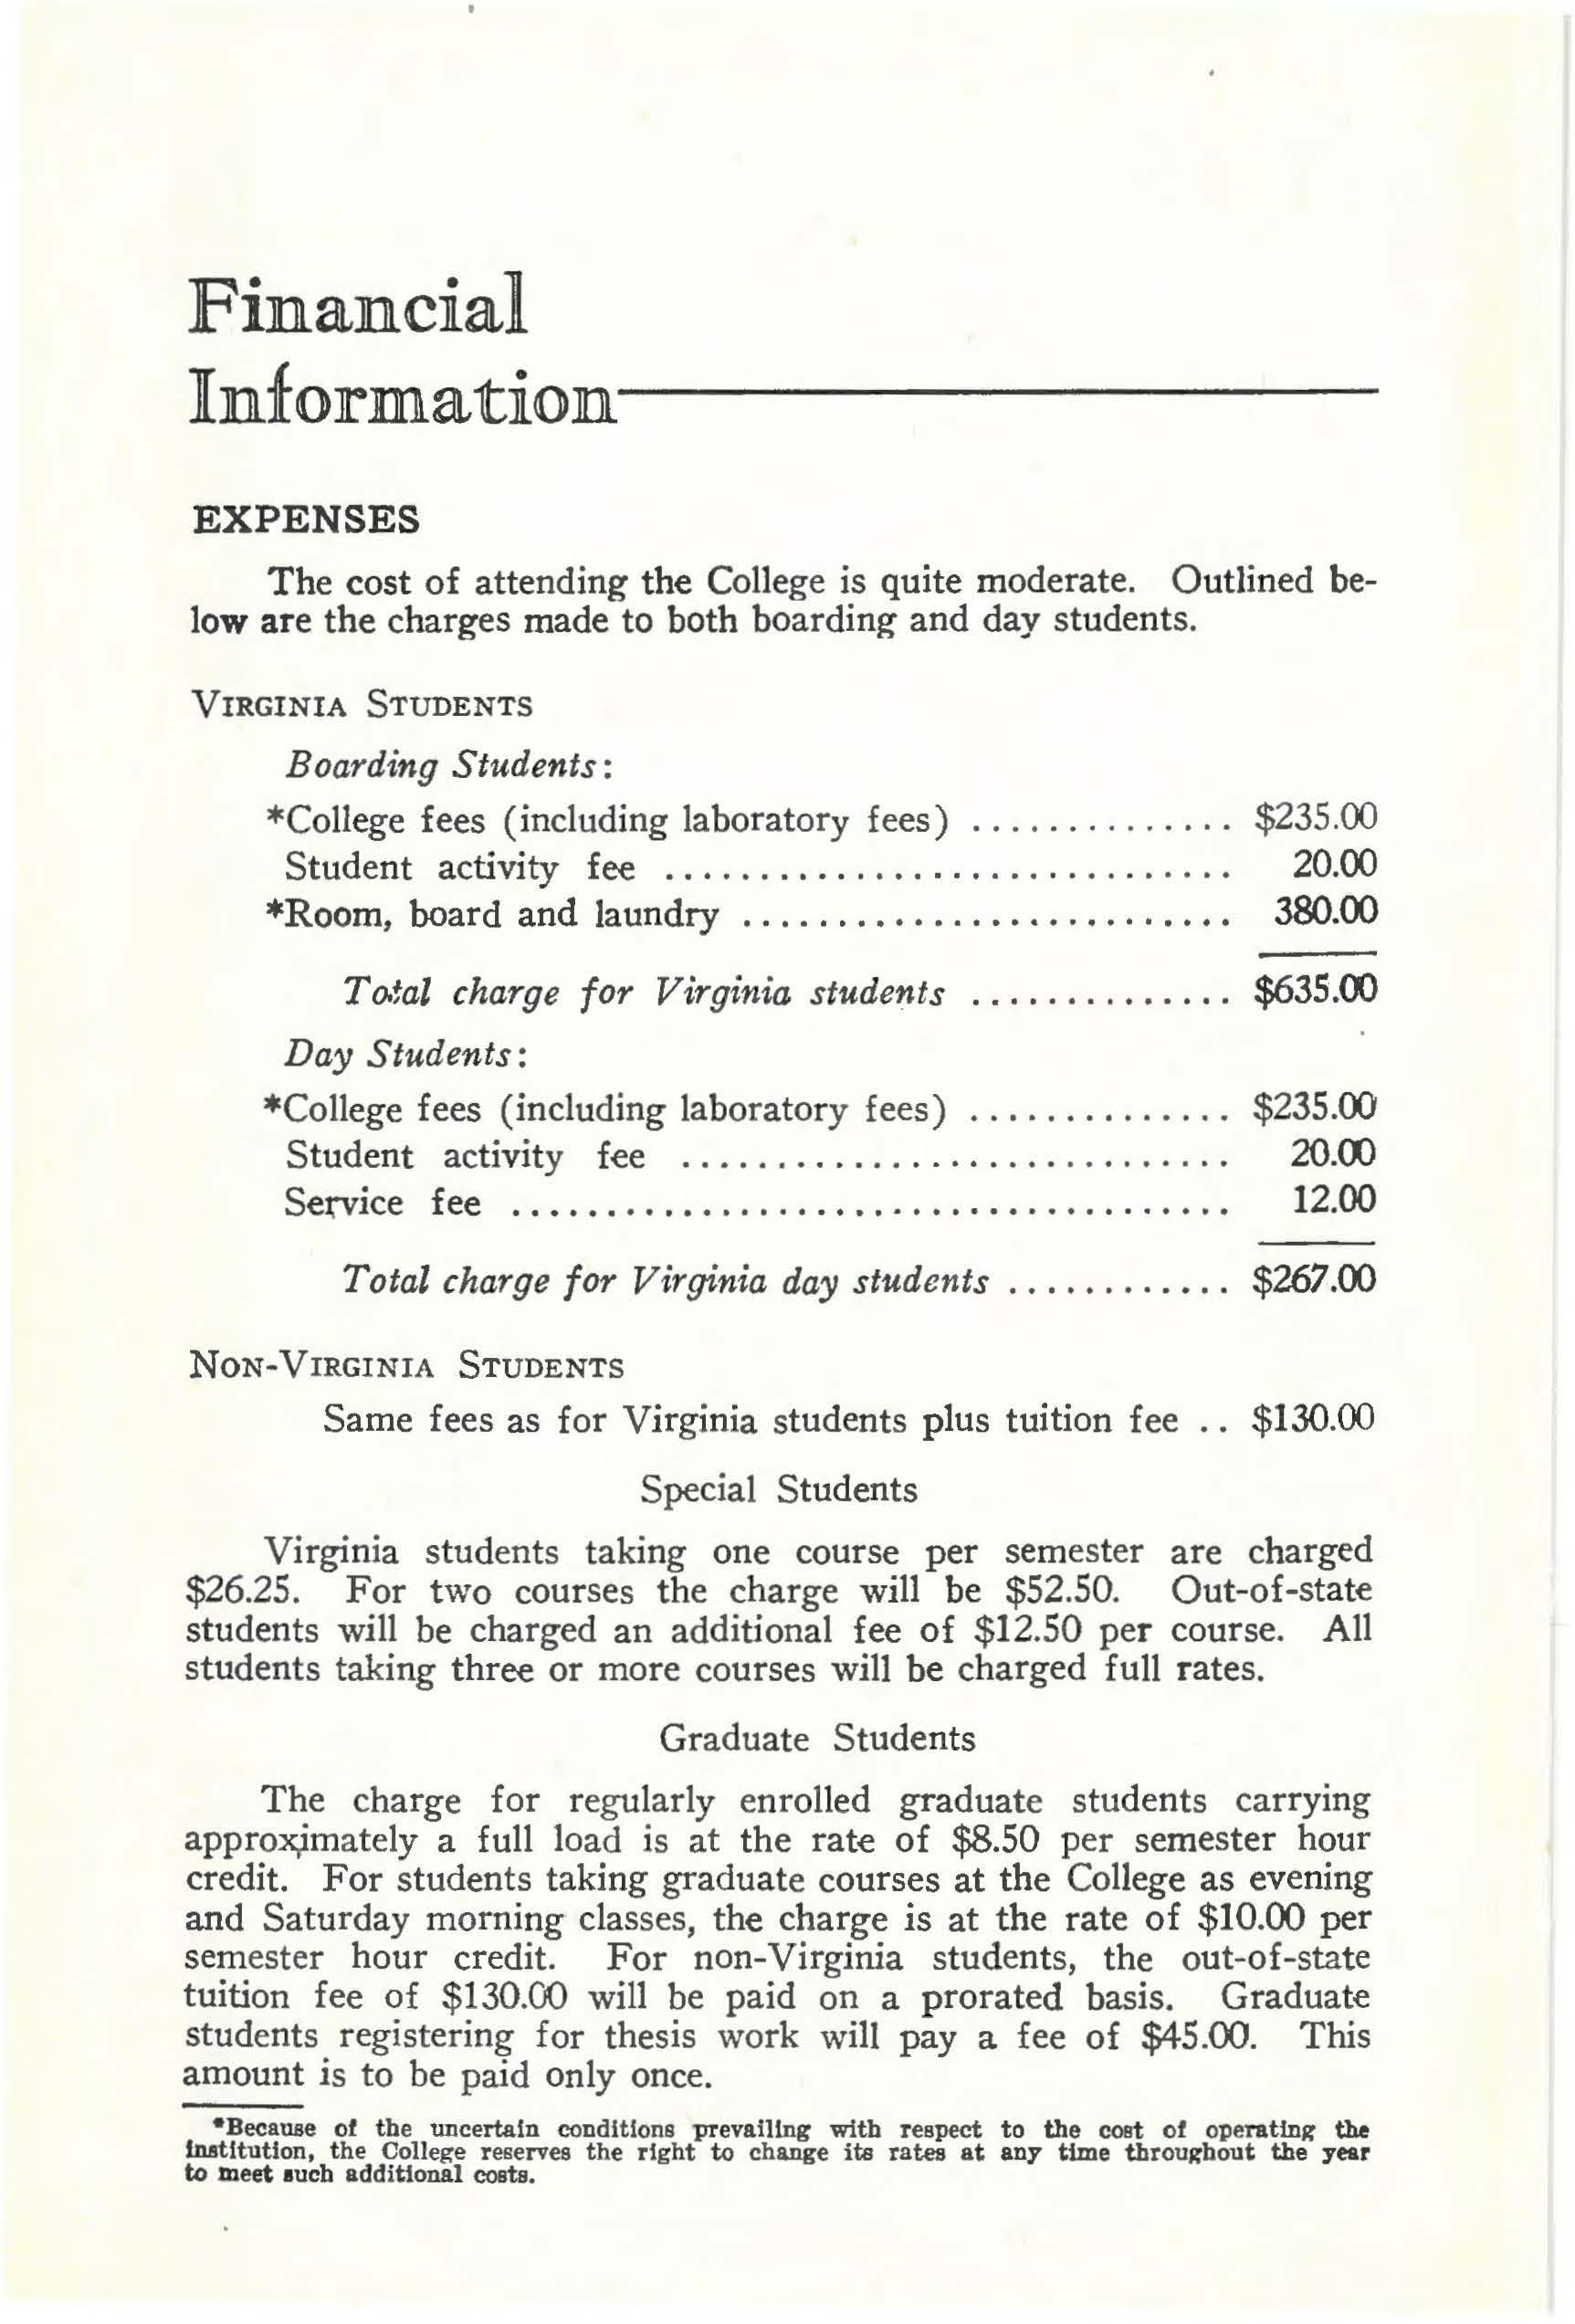 Financial
Information
EXPENSES
The cost of attending the College is quite moderate. Outlined be-
low are the charges made to both boarding and day students.
VIRGINIA STUDENTS
Boarding Students:
*College fees (including laboratory fees) .............. $235.00
Student activity fee .............................. 20.00
*Room, board and laundry .......................... 380.00
Total charge for Virginia students .............. $635.00
Day Students:
*College fees (including laboratory fees) .............. $235.00
Student activity fee ............................. 20.00
Service fee ...................................... 12.00
Total charge for Virginia day students ............ $267.00
NON-VIRGINIA STUDENTS
Same fees as for Virginia students plus tuition fee .. $130.00
Special Students
Virginia students taking one course per semester are charged
$26.25. For two courses the charge will be $52.50. Out-of-state
students will be charged an additional fee of $12.50 per course. All
students taking three or more courses will be charged full rates.
Graduate Students
The charge for regularly enrolled graduate students carrying
approximately a full load is at the rate of $8.50 per semester hour
credit. For students taking graduate courses at the College as evening
and Saturday morning classes, the charge is at the rate of $10.00 per
semester hour credit. For non-Virginia students, the out-of-state
tuition fee of $130.00 will be paid on a prorated basis. Graduate
students registering for thesis work will pay a fee of $45.00. This
amount is to be paid only once.
*Because of the uncertain conditions prevailing with respect to the cost of operating the
institution, the College reserves the right to change its rates at any time throughout the year
to meet such additional costs.